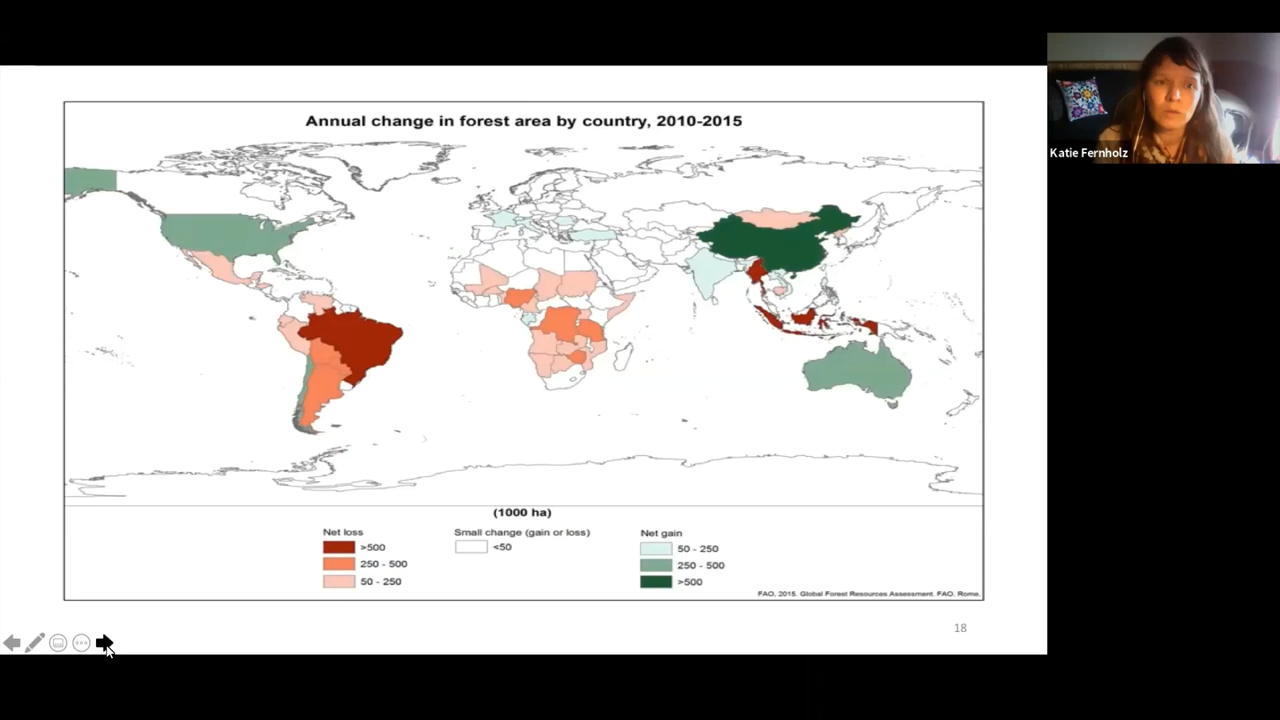 Annual change in forest area by country, 2010-2015
(1000 ha)
Net loss
>500
250 - 500
50 - 250
Small change (gain or loss)
<50
Net gain
50 - 250
250 - 500
>500
FAO, 2015. Global Forest Resources Assessment. FAO. Rome.
18
Katie Fernholz